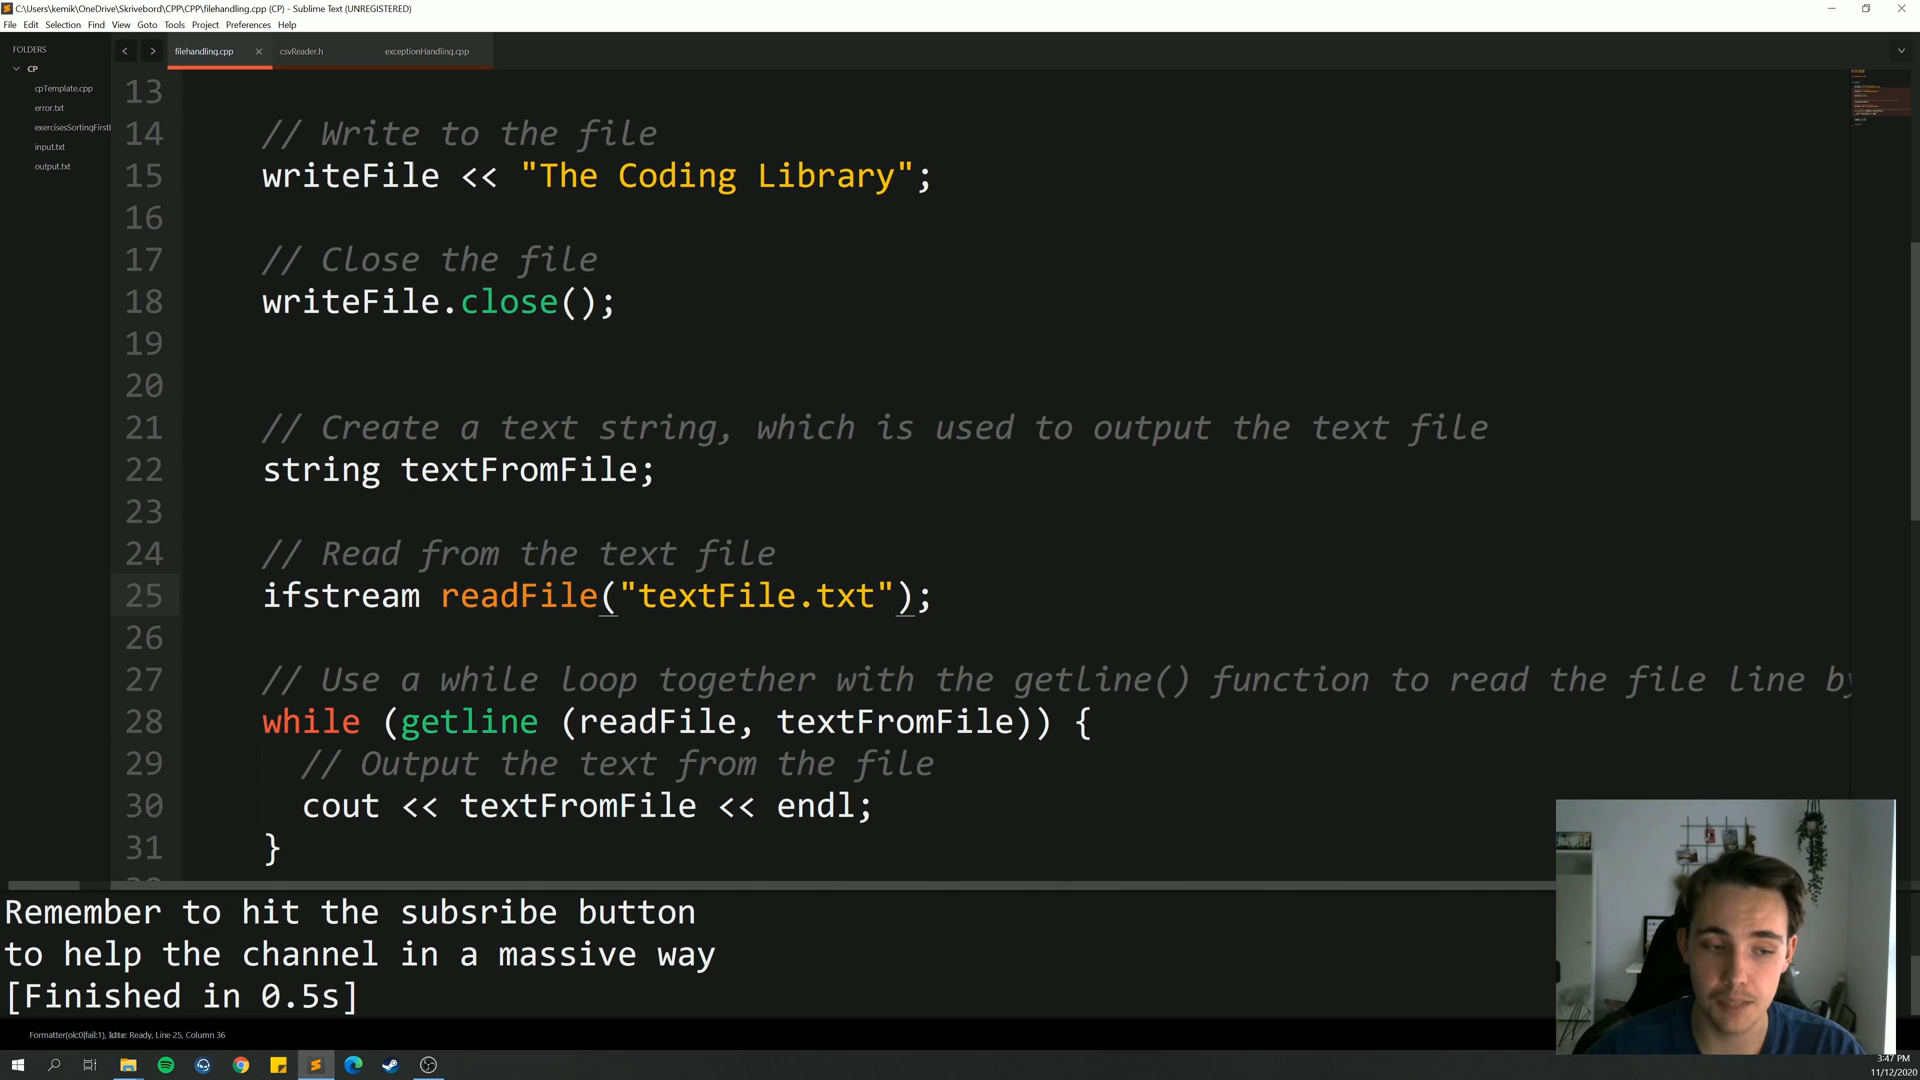 C:\Users\kemik\OneDrive\Skrivebord\CPP\CPP\filehandling.cpp (CP) - Sublime Text (UNREGISTERED)
File Edit Selection Find View Goto Tools Project Preferences Help
FOLDERS
CP
cpTemplate.cpp
error.txt
exercisesSortingFirstI
input.txt
output.txt
filehandling.cpp
csvReader.h
exceptionHandling.cpp
13
14 // Write to the file
15 writeFile << "The Coding Library";
16
17 // Close the file
18 writeFile.close();
19
20
21 // Create a text string, which is used to output the text file
22 string textFromFile;
23
24 // Read from the text file
25 ifstream readFile("textFile.txt");
26
27 // Use a while loop together with the getline() function to read the file line by
28 while (getline (readFile, textFromFile)) {
29 // Output the text from the file
30 cout << textFromFile << endl;
31 }
Remember to hit the subsribe button
to help the channel in a massive way
[Finished in 0.5s]
Ready, Line 25, Column 36
3:47 PM
11/12/2020